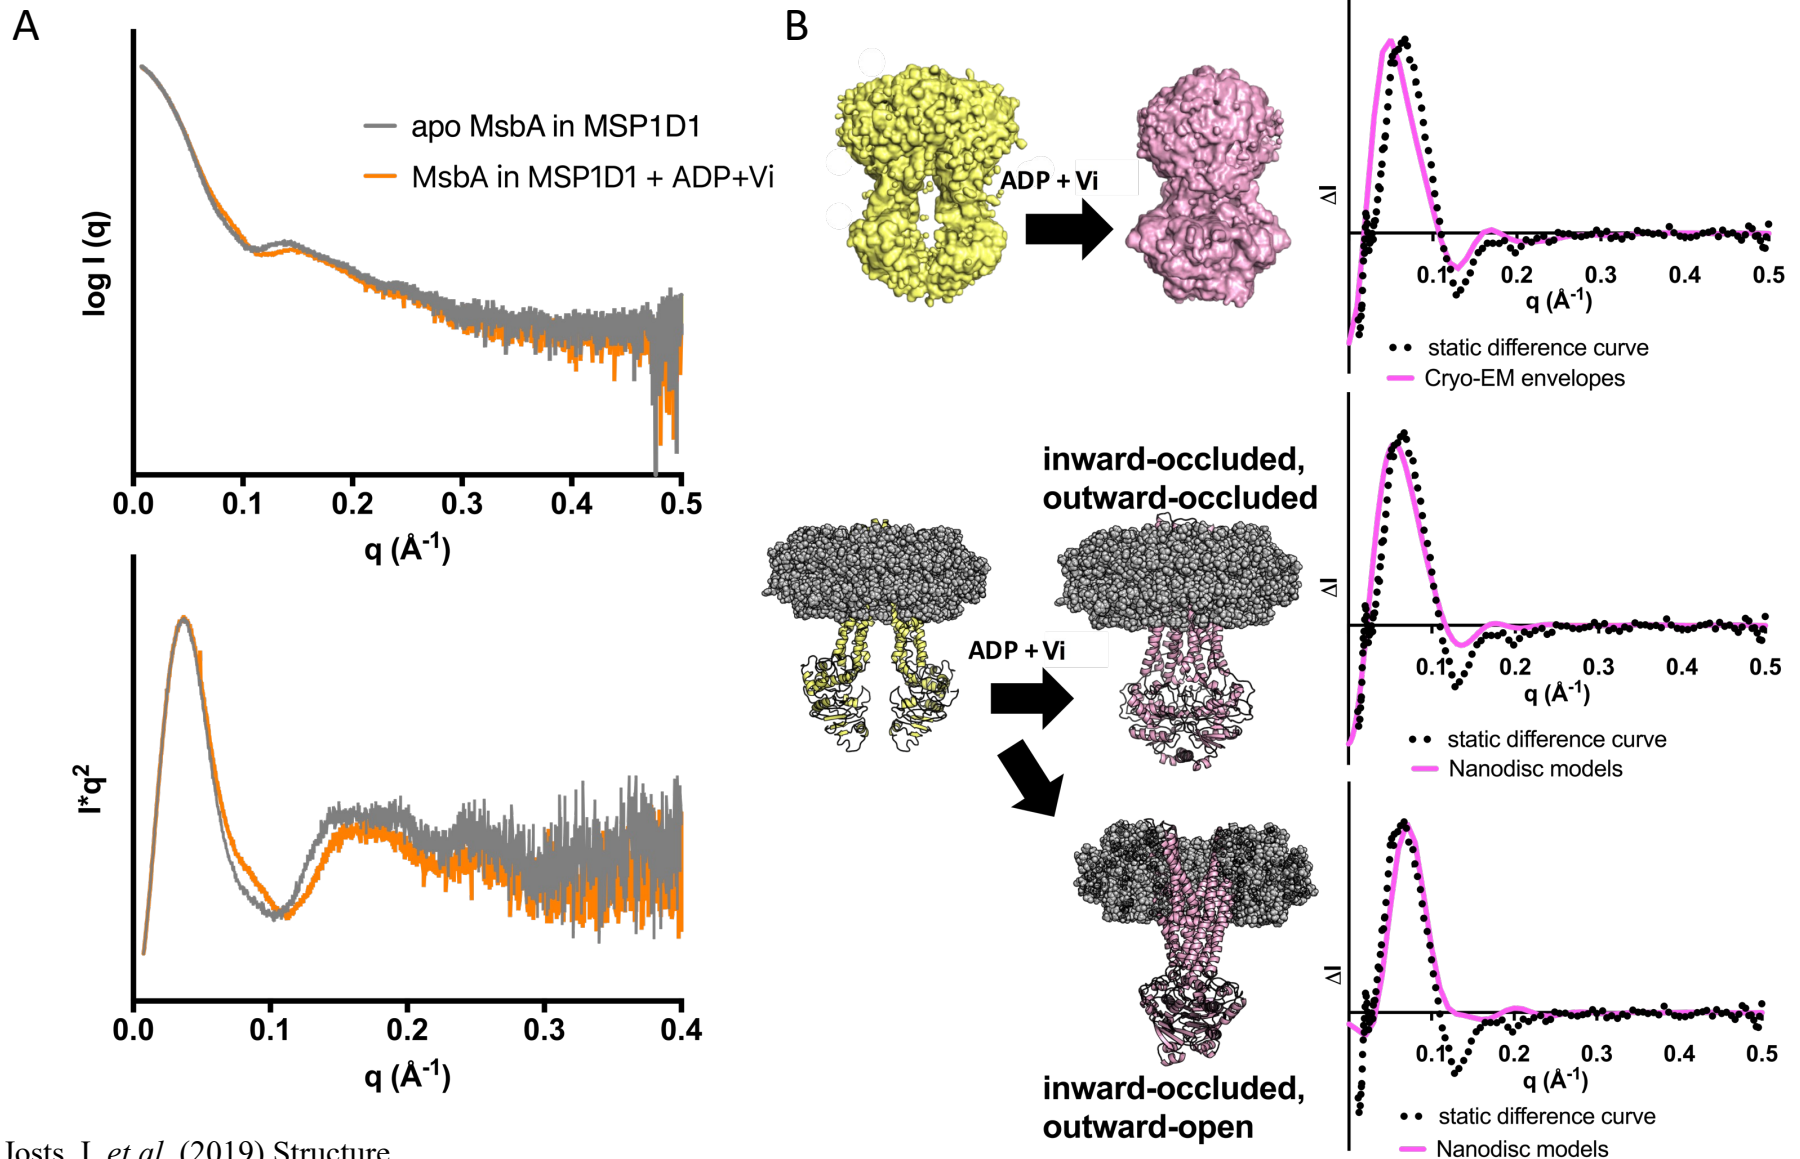 A
log I (q)
apo MsbA in MSP1D1
MsbA in MSP1D1 + ADP+Vi
0.0 0.1 0.2 0.3 0.4 0.5
q (Å-1)
I*q2
0.0 0.1 0.2 0.3 0.4
q (Å-1)
B
ADP + Vi
ΔI
0.1 0.2 0.3 0.4 0.5
q (Å-1)
static difference curve
Cryo-EM envelopes
inward-occluded,
outward-occluded
ADP + Vi
ΔI
0.1 0.2 0.3 0.4 0.5
q (Å-1)
static difference curve
Nanodisc models
inward-occluded,
outward-open
ΔI
0.1 0.2 0.3 0.4 0.5
q (Å-1)
static difference curve
Nanodisc models
Josts, I. et al. (2019) Structure